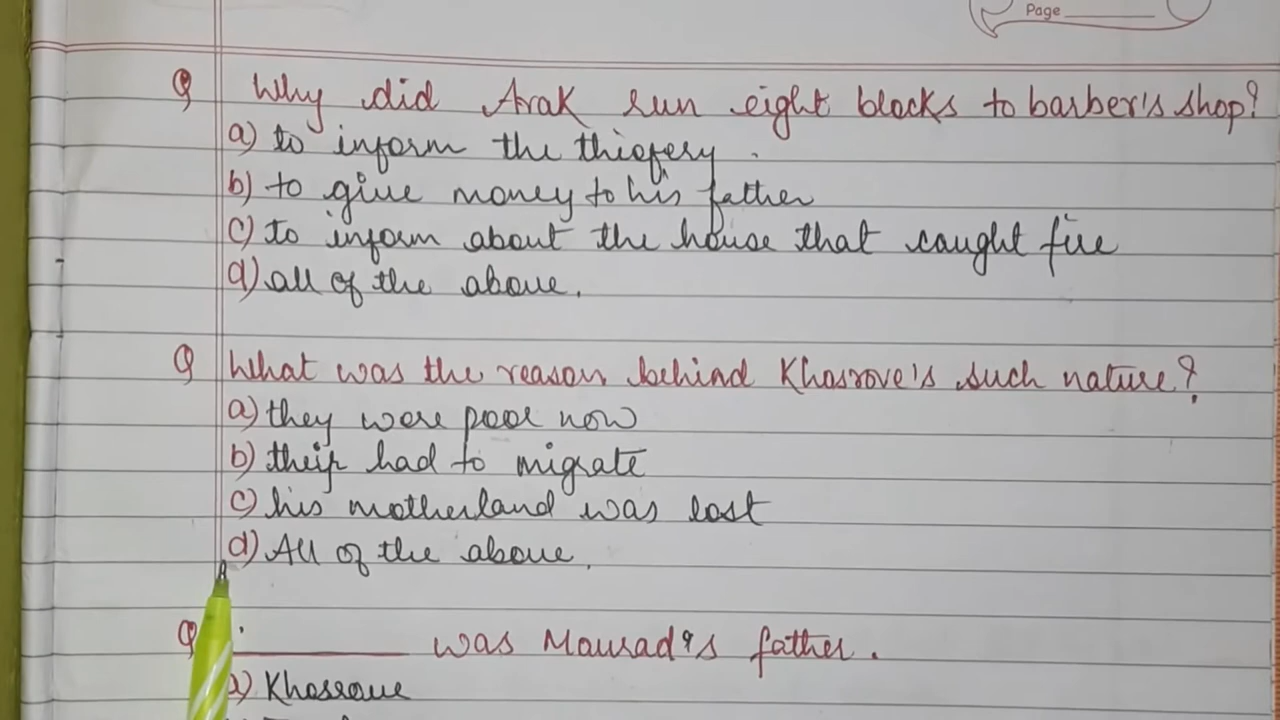 Page
Q Why did Arak run eight blocks to barber's shop?
a) to inform the thiefery.
b) to give money to his father
c) to inform about the house that caught fire
d) all of the above.
Q What was the reason behind Khosrove's such nature?
a) they were poor now
b) their had to migrate
c) his motherland was lost
d) All of the above.
Q. ________ was Mourad's father.
a) Khosrove